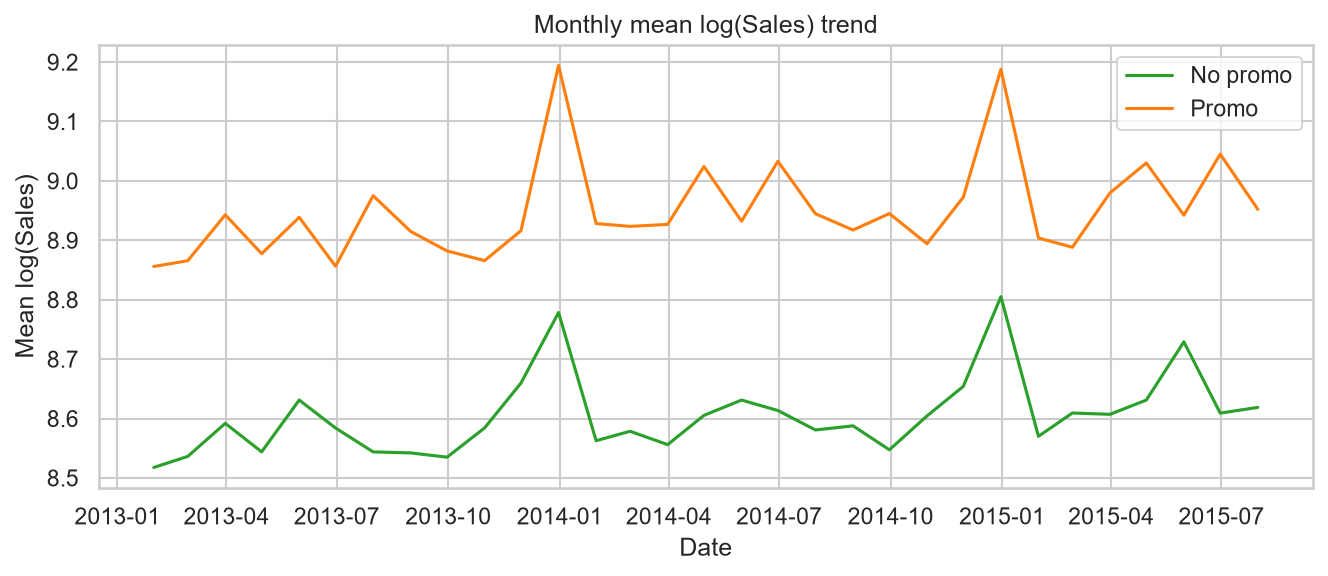 Monthly mean log(Sales) trend
No promo
Promo
Mean log(Sales)
9.2
9.1
9.0
8.9
8.8
8.7
8.6
8.5
2013-01 2013-04 2013-07 2013-10 2014-01 2014-04 2014-07 2014-10 2015-01 2015-04 2015-07
Date